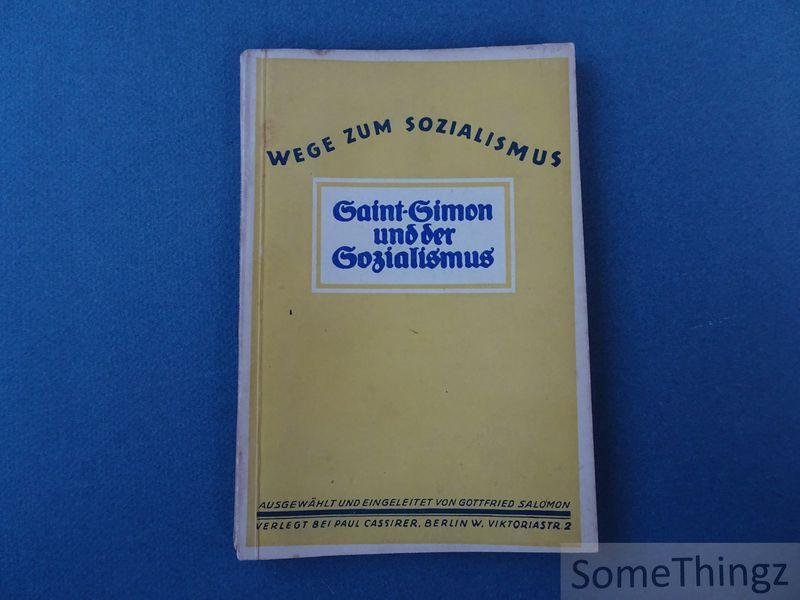 WEGE ZUM SOZIALISMUS
Saint-Simon
und der
Sozialismus
AUSGEWÄHLT UND EINGELEITET VON GOTTFRIED SALOMON
VERLEGT BEI PAUL CASSIRER, BERLIN W. VIKTORIASTR. 2
SomeThingz